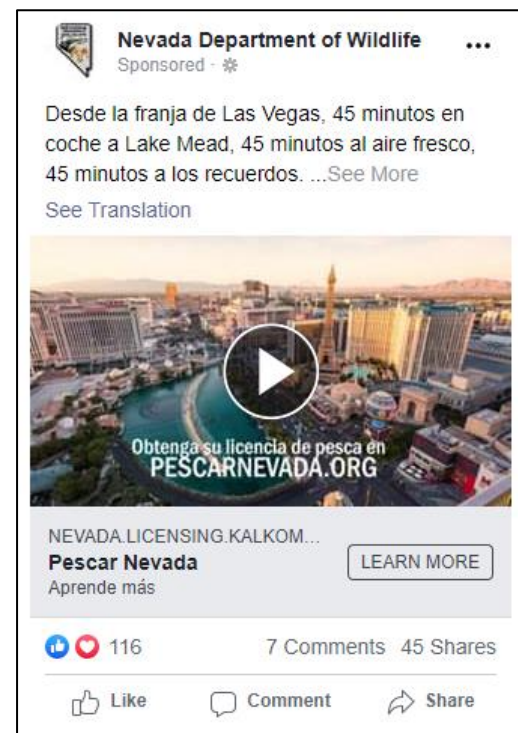 Nevada Department of Wildlife
Sponsored ·
Desde la franja de Las Vegas, 45 minutos en
coche a Lake Mead, 45 minutos al aire fresco,
45 minutos a los recuerdos. ...See More
See Translation
Obtenga su licencia de pesca en
PESCARNEVADA.ORG
NEVADA.LICENSING.KALKOM...
Pescar Nevada
Aprende más
LEARN MORE
116 7 Comments 45 Shares
Like Comment Share